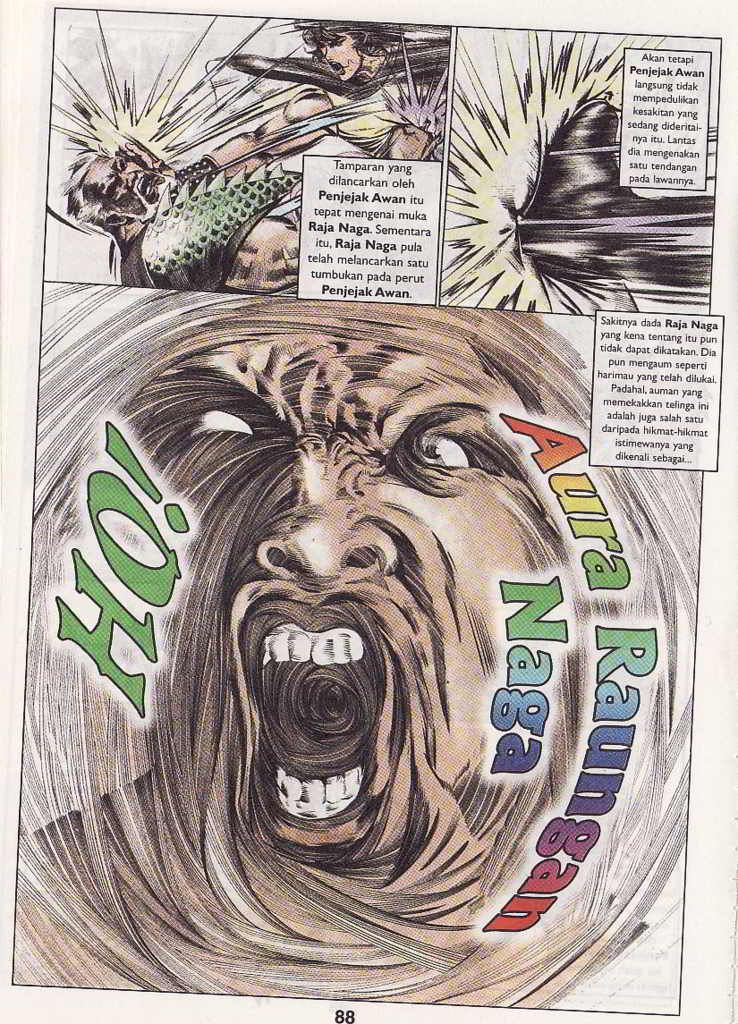 Tamparan yang
dilancarkan oleh
Penjejak Awan itu
tepat mengenai muka
Raja Naga. Sementara
itu, Raja Naga pula
telah melancarkan satu
tumbukan pada perut
Penjejak Awan.
Akan tetapi
Penjejak Awan
langsung tidak
mempedulikan
kesakitan yang
sedang dideritai-
nya itu. Lantas
dia mengenakan
satu tendangan
pada lawannya.
Sakitnya dada Raja Naga
yang kena tentang itu pun
tidak dapat dikatakan. Dia
pun mengaum seperti
harimau yang telah dilukai.
Padahal, auman yang
memekakkan telinga ini
adalah juga salah satu
daripada hikmat-hikmat
istimewanya yang
dikenali sebagai...
HO!
Aura Raungan
Naga
88